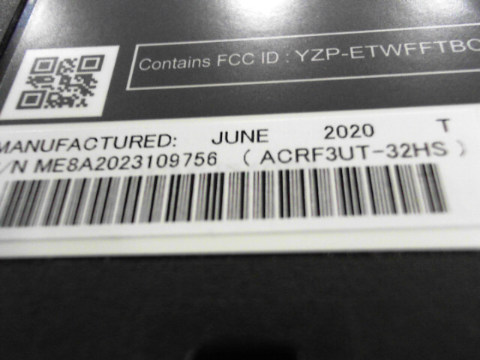 Contains FCC ID : YZP-ETWFFTBC
MANUFACTURED: JUNE 2020 T
/N ME8A2023109756 ( ACRF3UT-32HS )